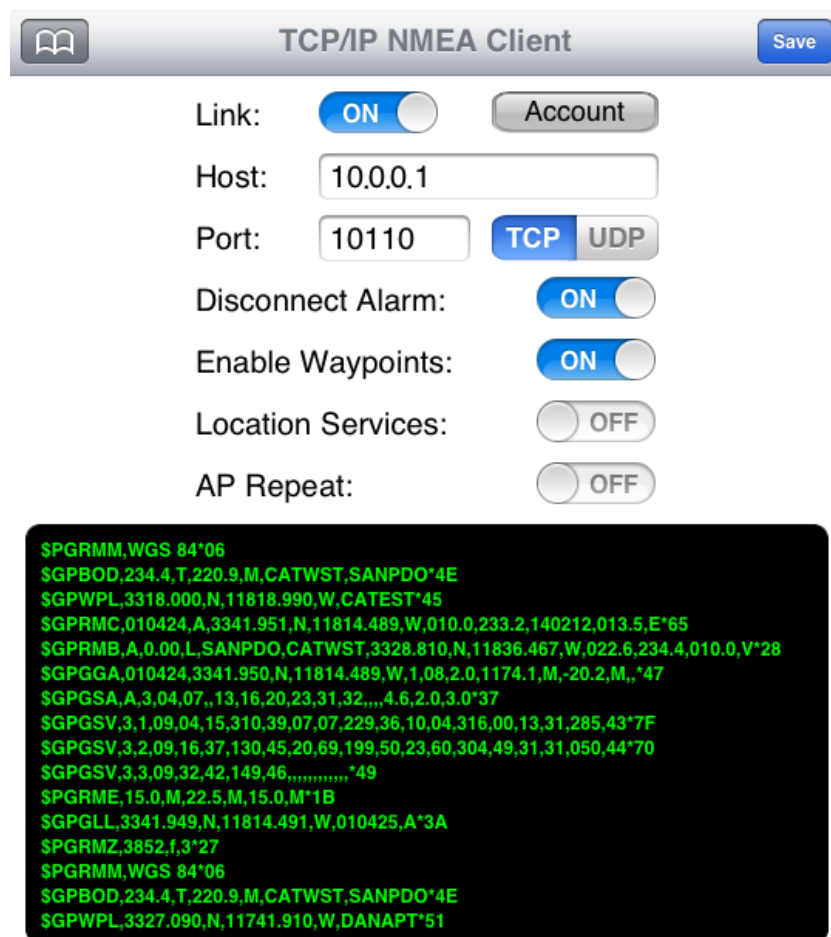 TCP/IP NMEA Client
Save
Link: ON Account
Host: 10.0.0.1
Port: 10110 TCP UDP
Disconnect Alarm: ON
Enable Waypoints: ON
Location Services: OFF
AP Repeat: OFF
$PGRMM,WGS 84*06
$GPBOD,234.4,T,220.9,M,CATWST,SANPDO*4E
$GPWPL,3318.000,N,11818.990,W,CATEST*45
$GPRMC,010424,A,3341.951,N,11814.489,W,010.0,233.2,140212,013.5,E*65
$GPRMB,A,0.00,L,SANPDO,CATWST,3328.810,N,11836.467,W,022.6,234.4,010.0,V*28
$GPGGA,010424,3341.950,N,11814.489,W,1,08,2.0,1174.1,M,-20.2,M,,*47
$GPGSA,A,3,04,07,,13,16,20,23,31,32,,,,4.6,2.0,3.0*37
$GPGSV,3,1,09,04,15,310,39,07,07,229,36,10,04,316,00,13,31,285,43*7F
$GPGSV,3,2,09,16,37,130,45,20,69,199,50,23,60,304,49,31,31,050,44*70
$GPGSV,3,3,09,32,42,149,46,,,,,,,,,,,,*49
$PGRME,15.0,M,22.5,M,15.0,M*1B
$GPGLL,3341.949,N,11814.491,W,010425,A*3A
$PGRMZ,3852,f,3*27
$PGRMM,WGS 84*06
$GPBOD,234.4,T,220.9,M,CATWST,SANPDO*4E
$GPWPL,3327.090,N,11741.910,W,DANAPT*51